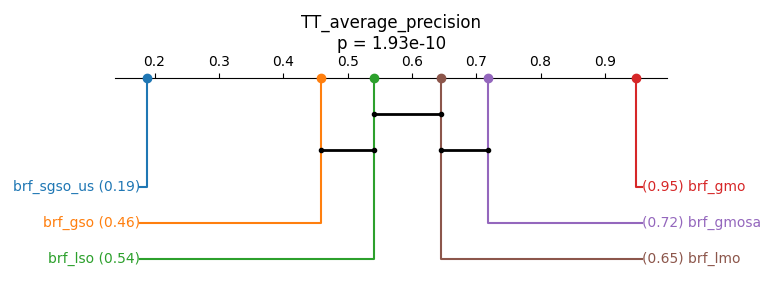 TT_average_precision
p = 1.93e-10
0.2 0.3 0.4 0.5 0.6 0.7 0.8 0.9
brf_sgso_us (0.19) (0.95) brf_gmo
brf_gso (0.46) (0.72) brf_gmosa
brf_lso (0.54) (0.65) brf_lmo